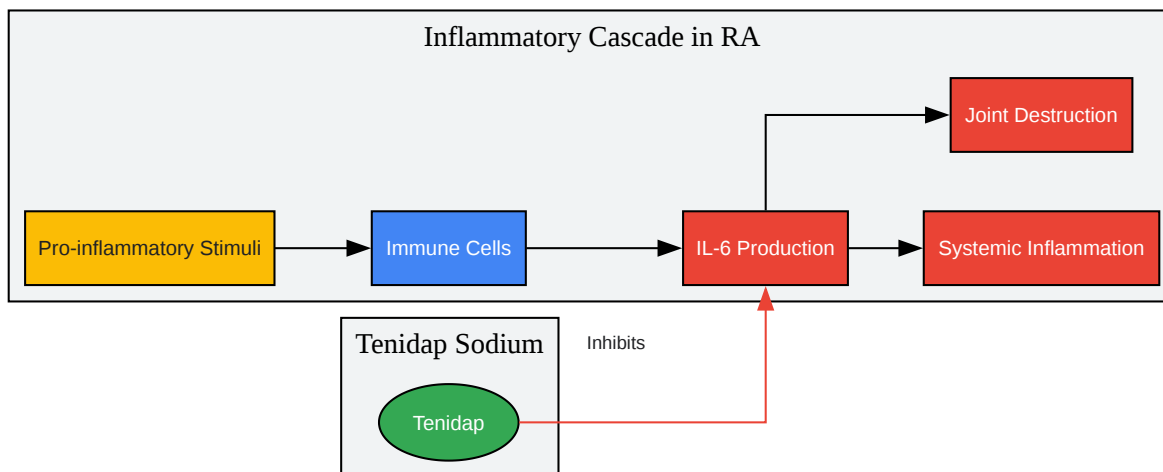 Inflammatory Cascade in RA
Joint Destruction
Pro-inflammatory Stimuli
Immune Cells
IL-6 Production
Systemic Inflammation
Tenidap Sodium
Inhibits
Tenidap